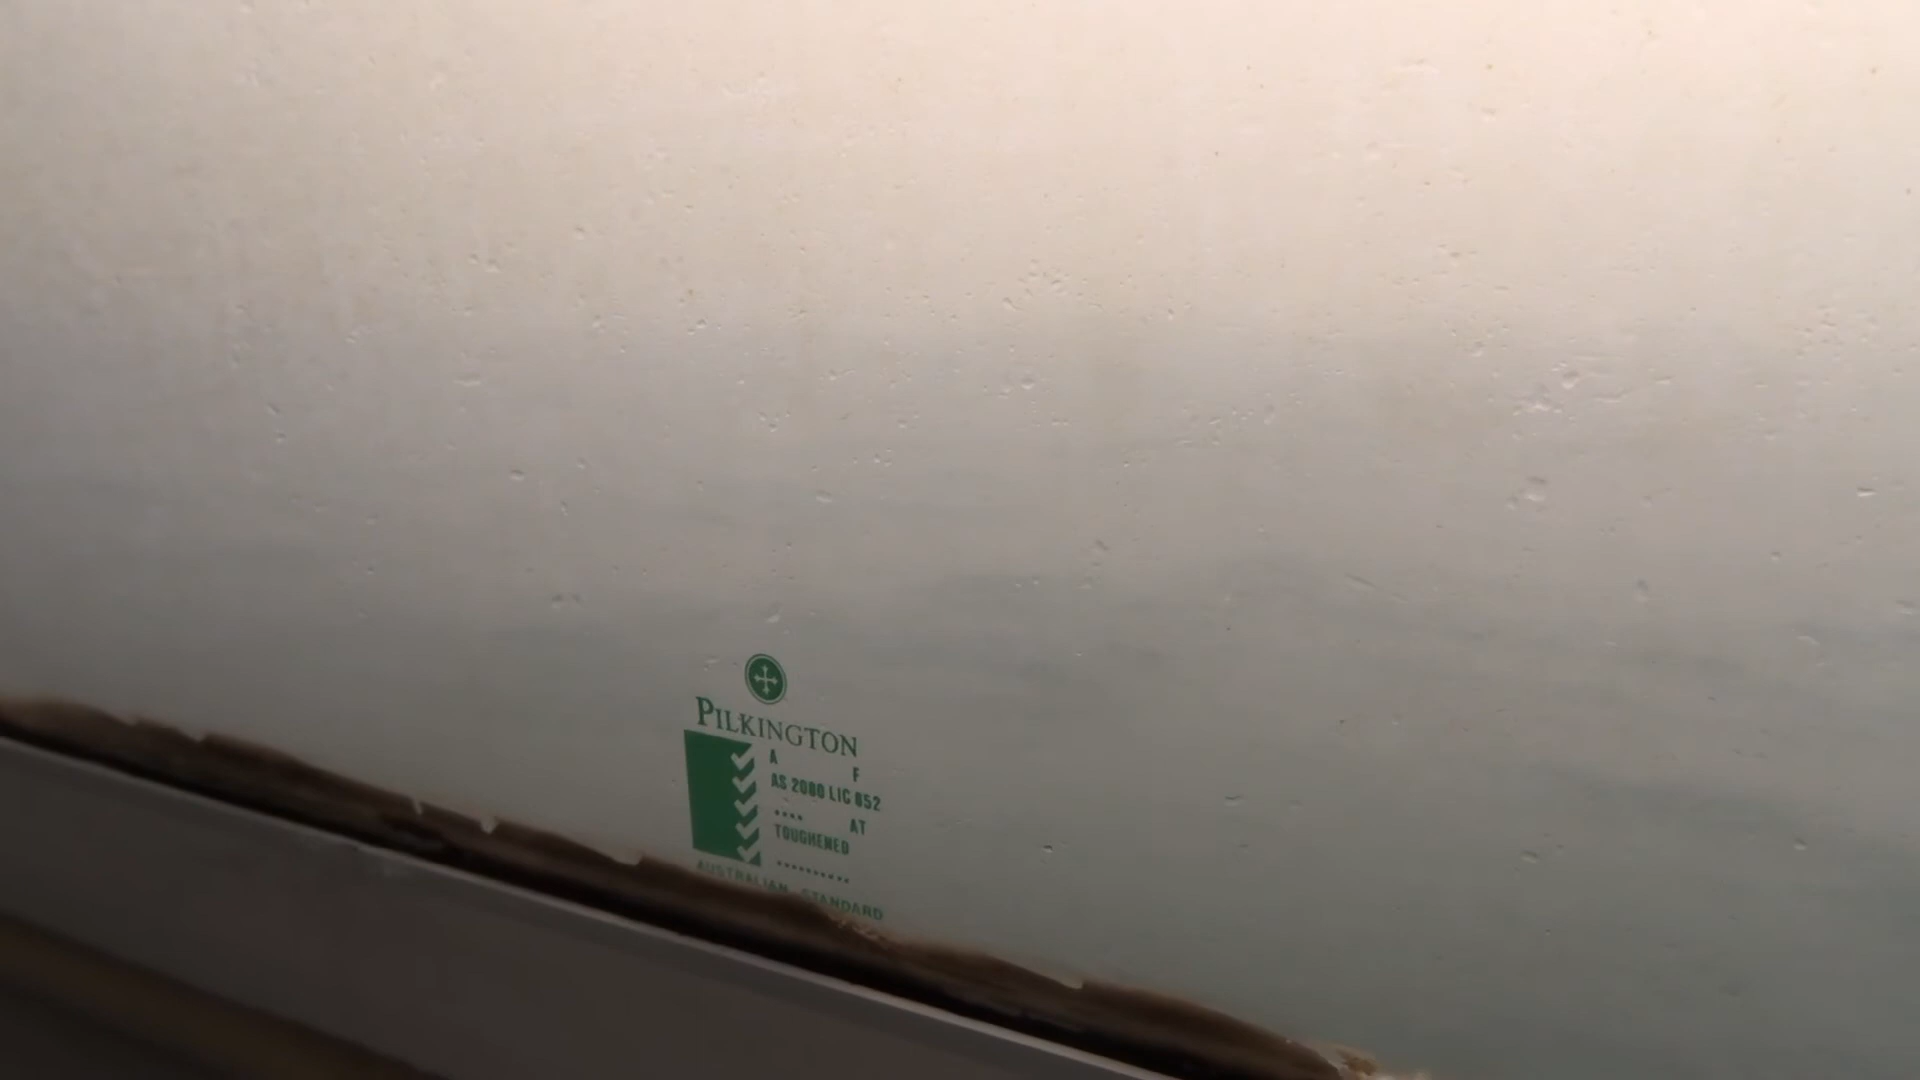 PILKINGTON
A F
AS 2080 LIC 852
.... AT
TOUGHENED
..........
AUSTRALIAN STANDARD